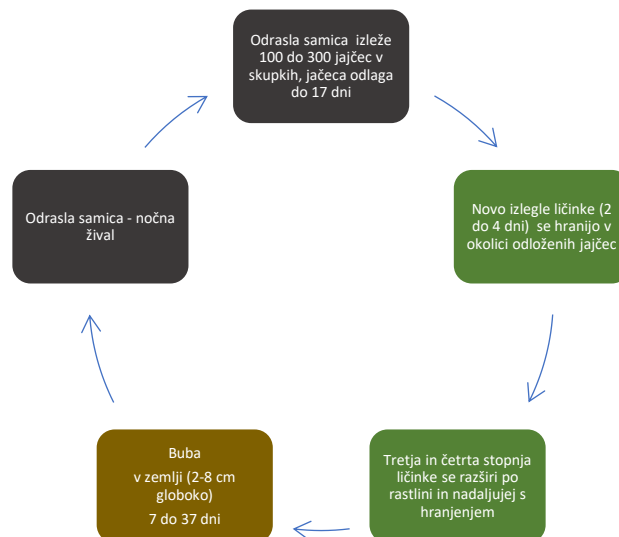 Odrasla samica izleže
100 do 300 jajčec v
skupkih, jačeca odlaga
do 17 dni
Novo izlegle ličinke (2
do 4 dni) se hranijo v
okolici odloženih jajčec
Tretja in četrta stopnja
ličinke se razširi po
rastlini in nadaljujej s
hranjenjem
Buba
v zemlji (2-8 cm
globoko)
7 do 37 dni
Odrasla samica - nočna
žival